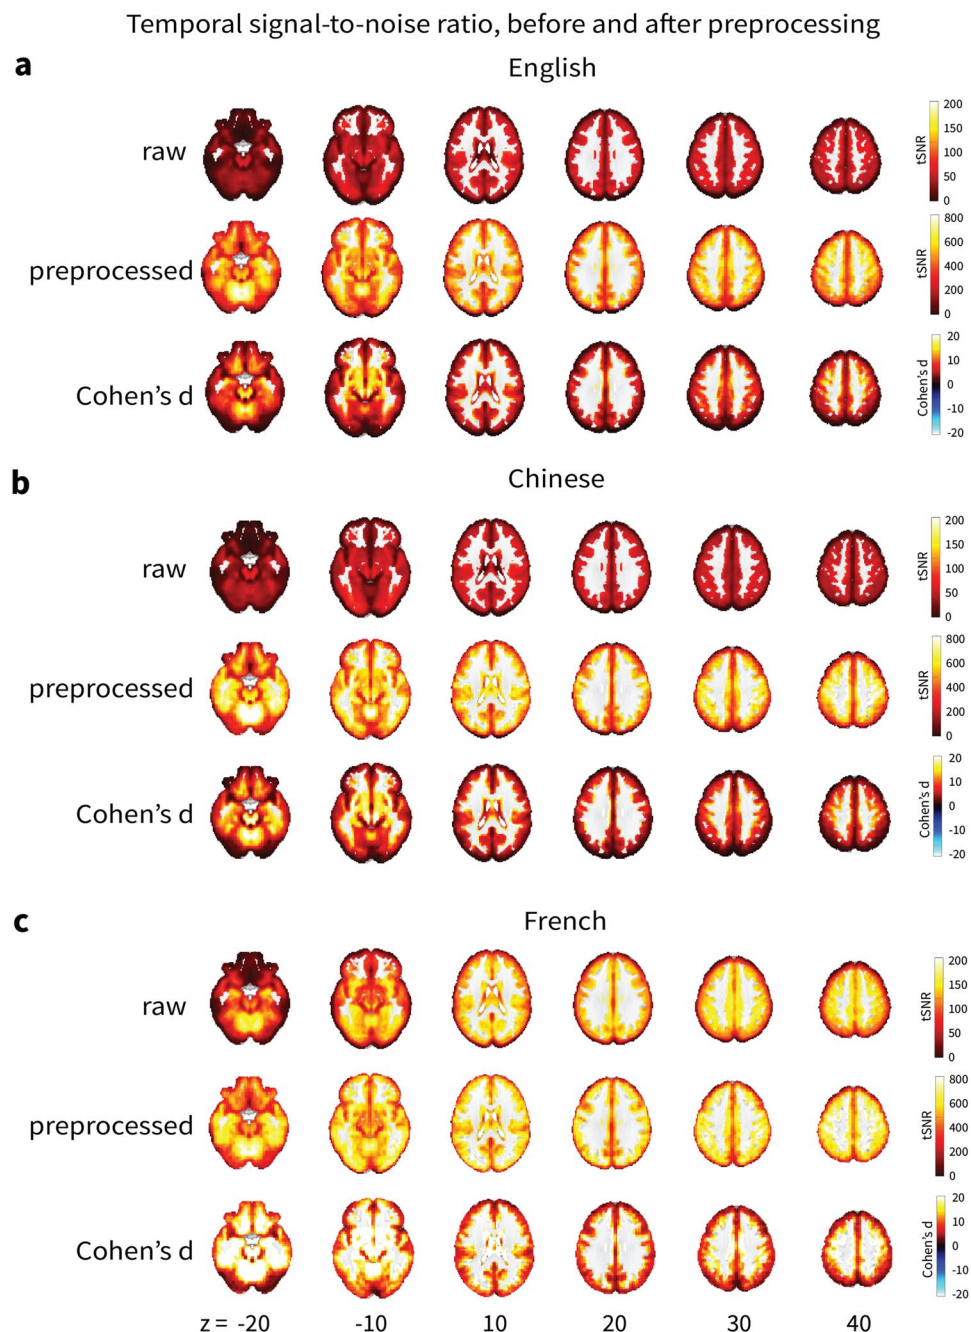 Temporal signal-to-noise ratio, before and after preprocessing
a
English
raw
200
150
100
50
0
tSNR
preprocessed
800
600
400
200
0
tSNR
Cohen's d
20
10
0
-10
-20
Cohen's d
b
Chinese
raw
200
150
100
50
0
tSNR
preprocessed
800
600
400
200
0
tSNR
Cohen's d
20
10
0
-10
-20
Cohen's d
c
French
raw
200
150
100
50
0
tSNR
preprocessed
800
600
400
200
0
tSNR
Cohen's d
20
10
0
-10
-20
Cohen's d
z = -20 -10 10 20 30 40